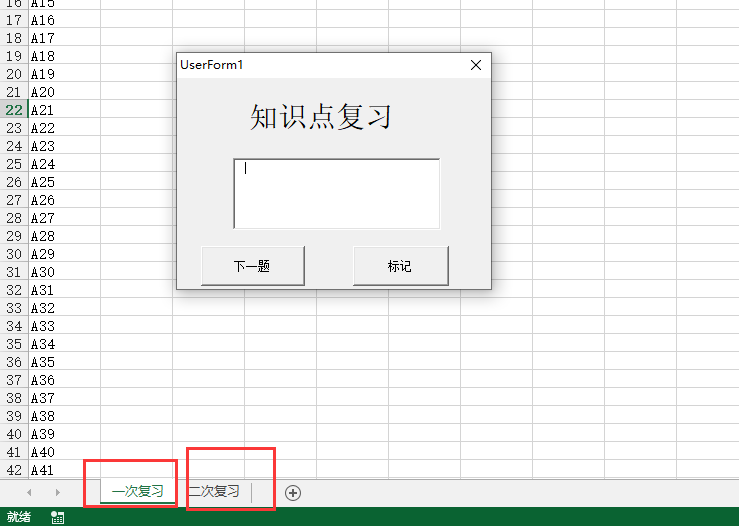 16 A15
17 A16
18 A17
19 A18
20 A19
21 A20
22 A21
23 A22
24 A23
25 A24
26 A25
27 A26
28 A27
29 A28
30 A29
31 A30
32 A31
33 A32
34 A33
35 A34
36 A35
37 A36
38 A37
39 A38
40 A39
41 A40
42 A41
UserForm1
知识点复习
下一题 标记
一次复习 二次复习
就绪